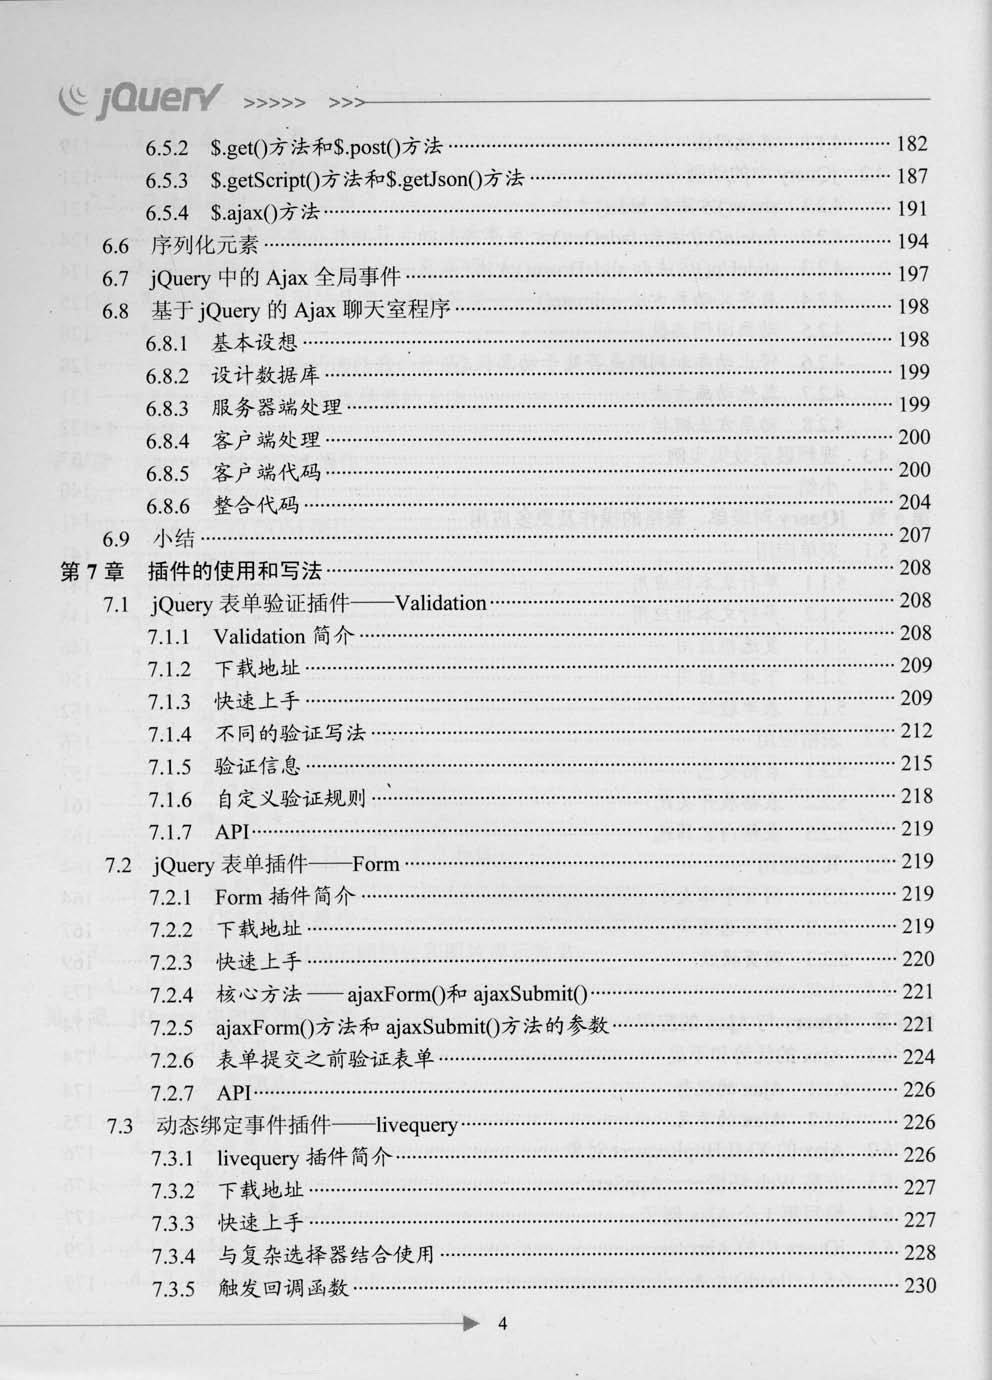 jQuery >>>>> >>>
6.5.2 $.get()方法和$.post()方法 182
6.5.3 $.getScript()方法和$.getJson()方法 187
6.5.4 $.ajax()方法 191
6.6 序列化元素 194
6.7 jQuery 中的 Ajax 全局事件 197
6.8 基于 jQuery 的 Ajax 聊天室程序 198
6.8.1 基本设想 198
6.8.2 设计数据库 199
6.8.3 服务器端处理 199
6.8.4 客户端处理 200
6.8.5 客户端代码 200
6.8.6 整合代码 204
6.9 小结 207
第 7 章 插件的使用和写法 208
7.1 jQuery 表单验证插件——Validation 208
7.1.1 Validation 简介 208
7.1.2 下载地址 209
7.1.3 快速上手 209
7.1.4 不同的验证写法 212
7.1.5 验证信息 215
7.1.6 自定义验证规则 218
7.1.7 API 219
7.2 jQuery 表单插件——Form 219
7.2.1 Form 插件简介 219
7.2.2 下载地址 219
7.2.3 快速上手 220
7.2.4 核心方法——ajaxForm()和 ajaxSubmit() 221
7.2.5 ajaxForm()方法和 ajaxSubmit()方法的参数 221
7.2.6 表单提交之前验证表单 224
7.2.7 API 226
7.3 动态绑定事件插件——livequery 226
7.3.1 livequery 插件简介 226
7.3.2 下载地址 227
7.3.3 快速上手 227
7.3.4 与复杂选择器结合使用 228
7.3.5 触发回调函数 230
4